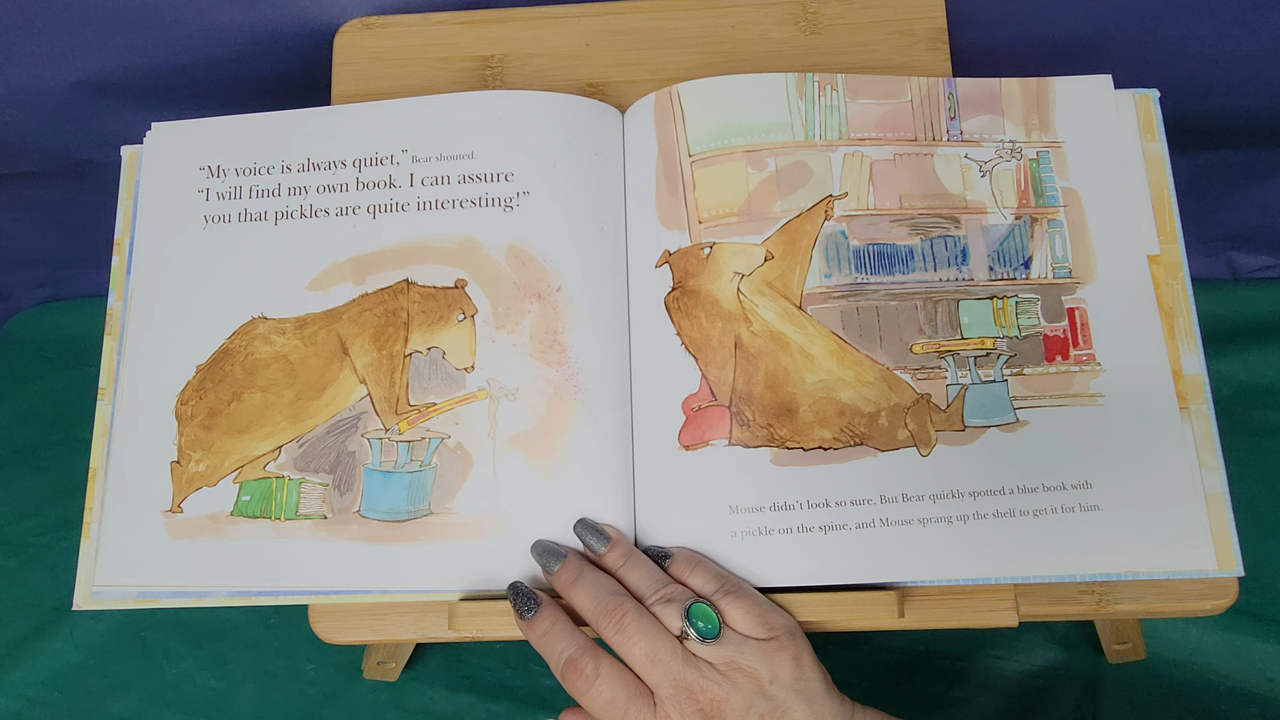 “My voice is always quiet,” Bear shouted.
“I will find my own book. I can assure
you that pickles are quite interesting!”
Mouse didn’t look so sure. But Bear quickly spotted a blue book with
a pickle on the spine, and Mouse sprang up the shelf to get it for him.